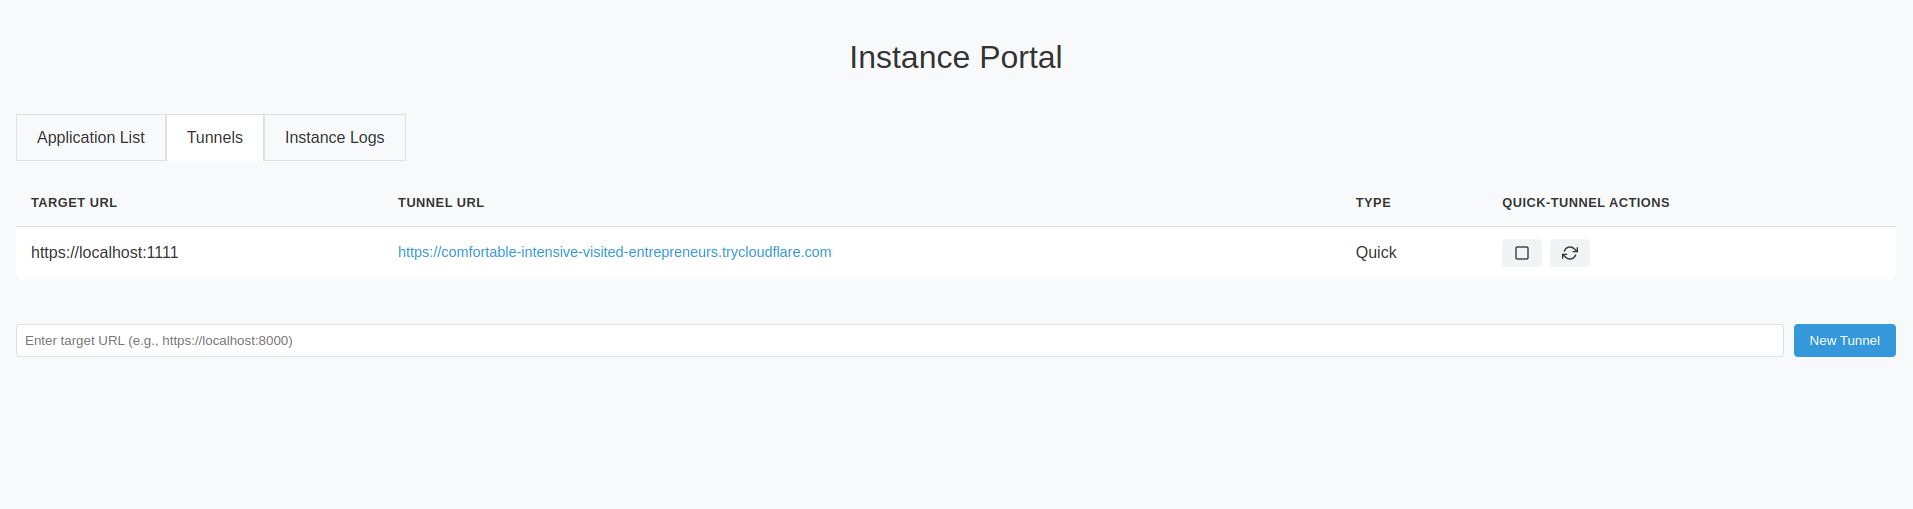 Instance Portal
Application List Tunnels Instance Logs
TARGET URL TUNNEL URL TYPE QUICK-TUNNEL ACTIONS
https://localhost:1111 https://comfortable-intensive-visited-entrepreneurs.trycloudflare.com Quick
Enter target URL (e.g., https://localhost:8000) New Tunnel